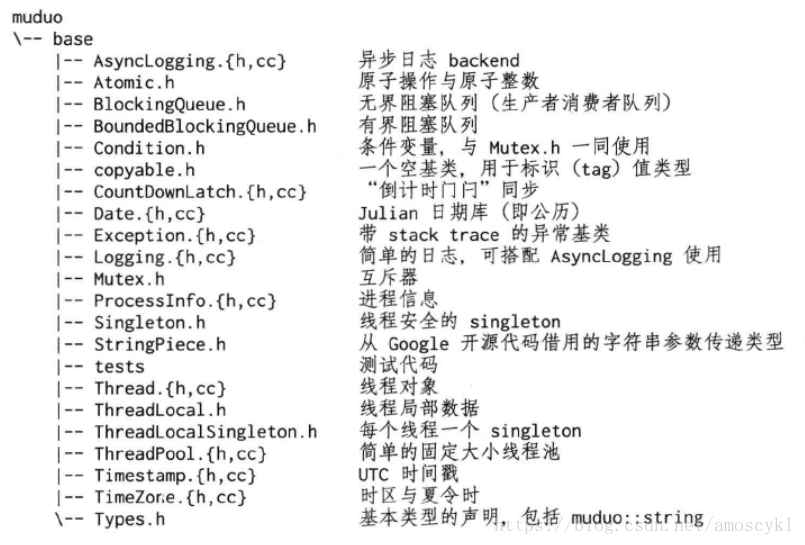 muduo
\-- base
|-- AsyncLogging.{h,cc} 异步日志 backend
|-- Atomic.h 原子操作与原子整数
|-- BlockingQueue.h 无界阻塞队列（生产者消费者队列）
|-- BoundedBlockingQueue.h 有界阻塞队列
|-- Condition.h 条件变量，与 Mutex.h 一同使用
|-- copyable.h 一个空基类，用于标识（tag）值类型
|-- CountDownLatch.{h,cc} “倒计时门闩”同步
|-- Date.{h,cc} Julian 日期库（即公历）
|-- Exception.{h,cc} 带 stack trace 的异常基类
|-- Logging.{h,cc} 简单的日志，可搭配 AsyncLogging 使用
|-- Mutex.h 互斥器
|-- ProcessInfo.{h,cc} 进程信息
|-- Singleton.h 线程安全的 singleton
|-- StringPiece.h 从 Google 开源代码借用的字符串参数传递类型
|-- tests 测试代码
|-- Thread.{h,cc} 线程对象
|-- ThreadLocal.h 线程局部数据
|-- ThreadLocalSingleton.h 每个线程一个 singleton
|-- ThreadPool.{h,cc} 简单的固定大小线程池
|-- Timestamp.{h,cc} UTC 时间戳
|-- TimeZone.{h,cc} 时区与夏令时
\-- Types.h 基本类型的声明，包括 muduo::string
https://blog.csdn.net/amoscykl